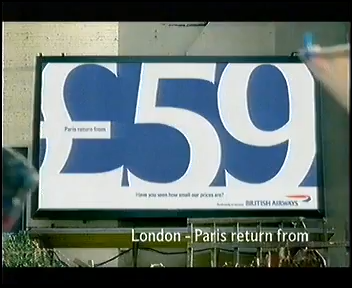 £59
Paris return from
Have you seen how small our prices are?
BRITISH AIRWAYS
London - Paris return from